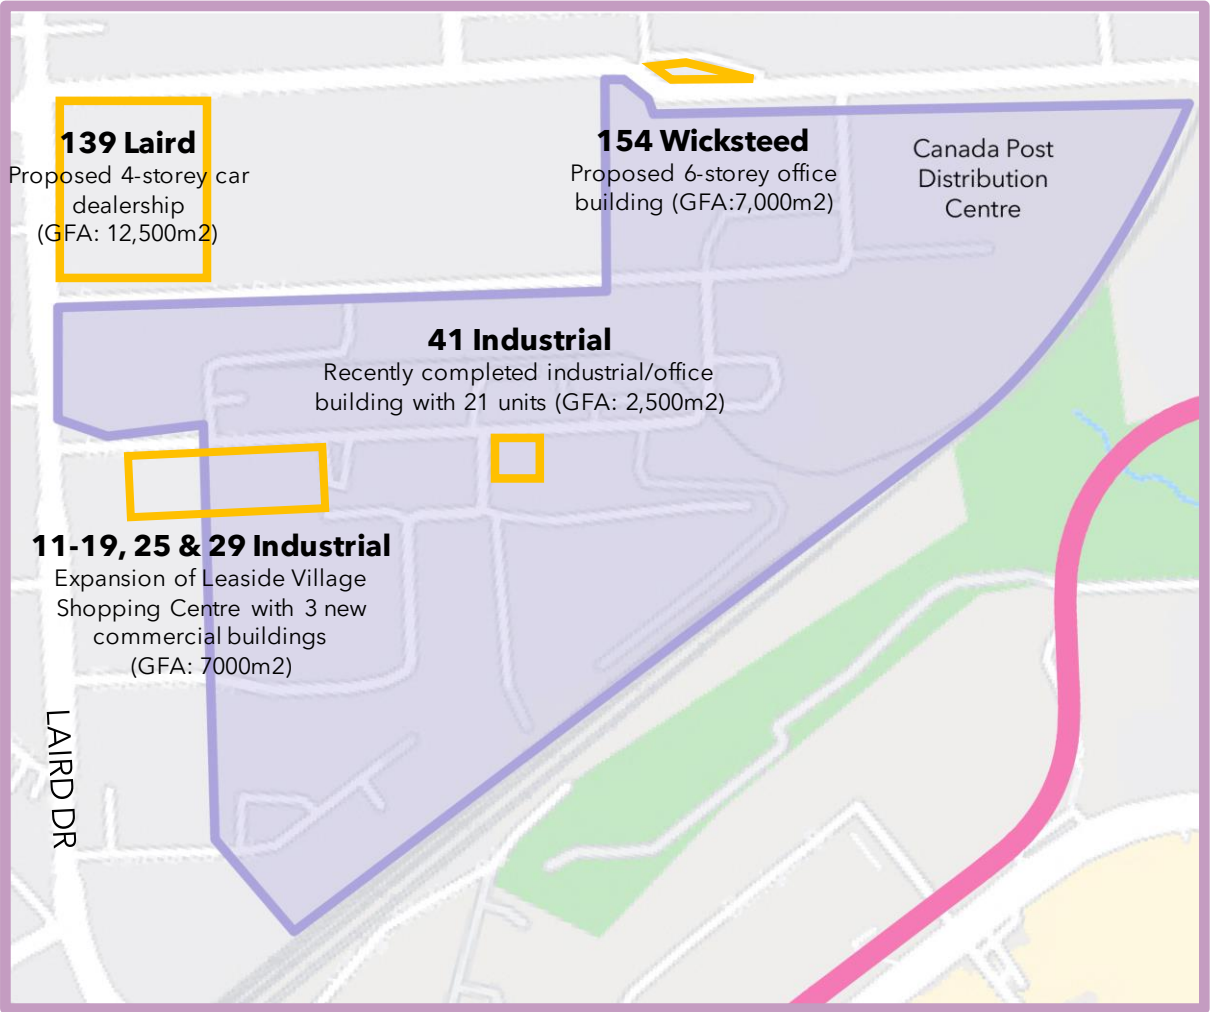 139 Laird
Proposed 4-storey car
dealership
(GFA: 12,500m2)
154 Wicksteed
Proposed 6-storey office
building (GFA:7,000m2)
Canada Post
Distribution
Centre
41 Industrial
Recently completed industrial/office
building with 21 units (GFA: 2,500m2)
11-19, 25 & 29 Industrial
Expansion of Leaside Village
Shopping Centre with 3 new
commercial buildings
(GFA: 7000m2)
LAIRD DR